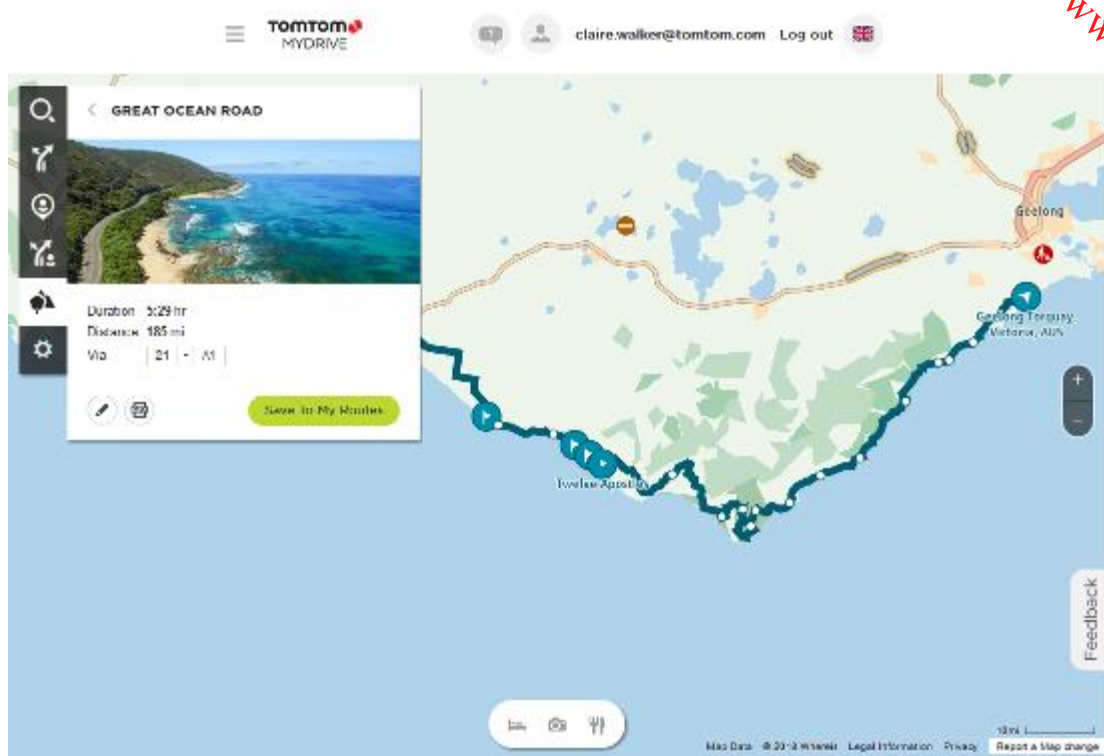 TOMTOM
MYDRIVE
claire.walker@tomtom.com Log out
GREAT OCEAN ROAD
Duration 5:29 hr
Distance 185 mi
Via 21 - A1
Save To My Routes
Geelong
Geelong Torquay,
Victoria, AUS
Twelve Apostles
+
-
Feedback
10mi
Map Data © 2018 Whereis Legal Information Privacy Report a Map change